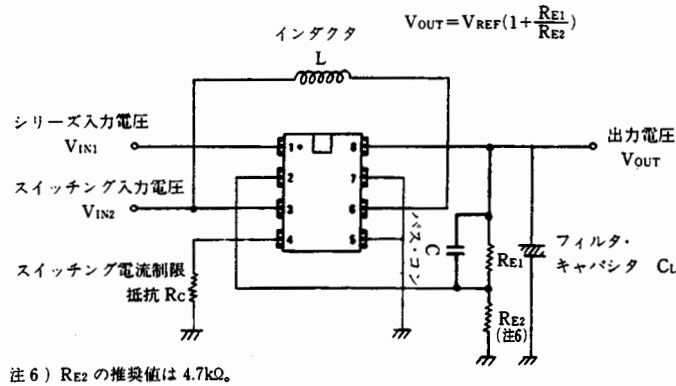 インダクタ
L
VOUT=VREF(1+RE1/RE2)
シリーズ入力電圧
VIN1
スイッチング入力電圧
VIN2
スイッチング電流制限
抵抗 RC
1
2
3
4
8
7
6
5
バス・コン
C
RE1
RE2
(注6)
出力電圧
VOUT
フィルタ・
キャパシタ CL
注 6 ) RE2 の推奨値は 4.7kΩ。